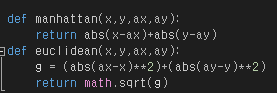 def manhattan(x,y,ax,ay):
    return abs(x-ax)+abs(y-ay)
def euclidean(x,y,ax,ay):
    g = (abs(ax-x)**2)+(abs(ay-y)**2)
    return math.sqrt(g)